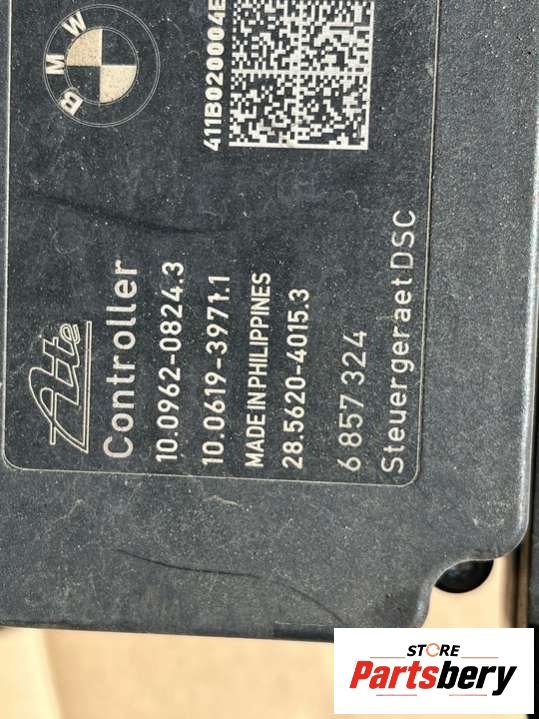 BMW
411B020004E
Ate
Controller
10.0962-0824.3
10.0619-3971.1
MADE IN PHILIPPINES
28.5620-4015.3
6 857 324
Steuergeraet DSC
STORE
Partsbery